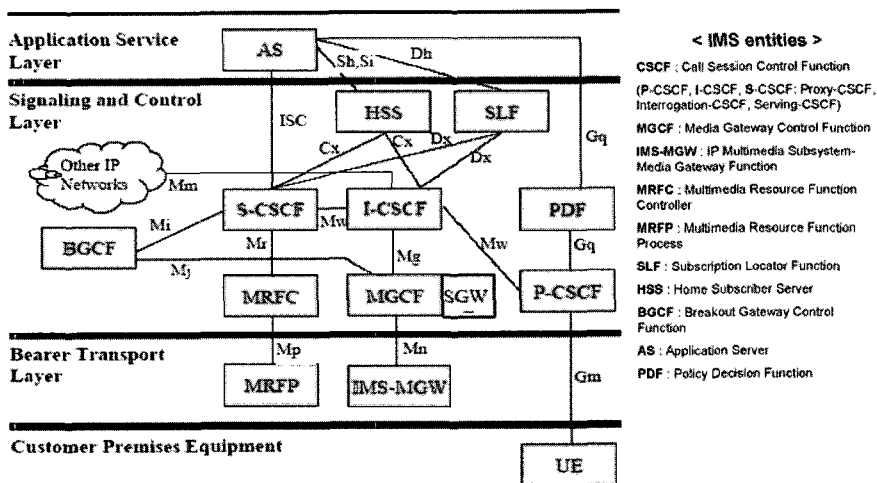 Application Service
Layer
AS
Sh,Si
Dh
Signaling and Control
Layer
HSS
SLF
ISC
Cx
Cx
Dx
Dx
Gq
Other IP
Networks
Mm
S-CSCF
Mw
I-CSCF
PDF
Mi
BGCF
Mr
Mg
Mw
Gq
Mj
MRFC
MGCF
SGW
P-CSCF
Bearer Transport
Layer
Mp
Mn
MRFP
IMS-MGW
Gm
Customer Premises Equipment
UE
< IMS entities >
CSCF : Call Session Control Function
(P-CSCF, I-CSCF, S-CSCF: Proxy-CSCF,
Interrogation-CSCF, Serving-CSCF)
MGCF : Media Gateway Control Function
IMS-MGW : IP Multimedia Subsystem-
Media Gateway Function
MRFC : Multimedia Resource Function
Controller
MRFP : Multimedia Resource Function
Process
SLF : Subscription Locator Function
HSS : Home Subscriber Server
BGCF : Breakout Gateway Control
Function
AS : Application Server
PDF : Policy Decision Function